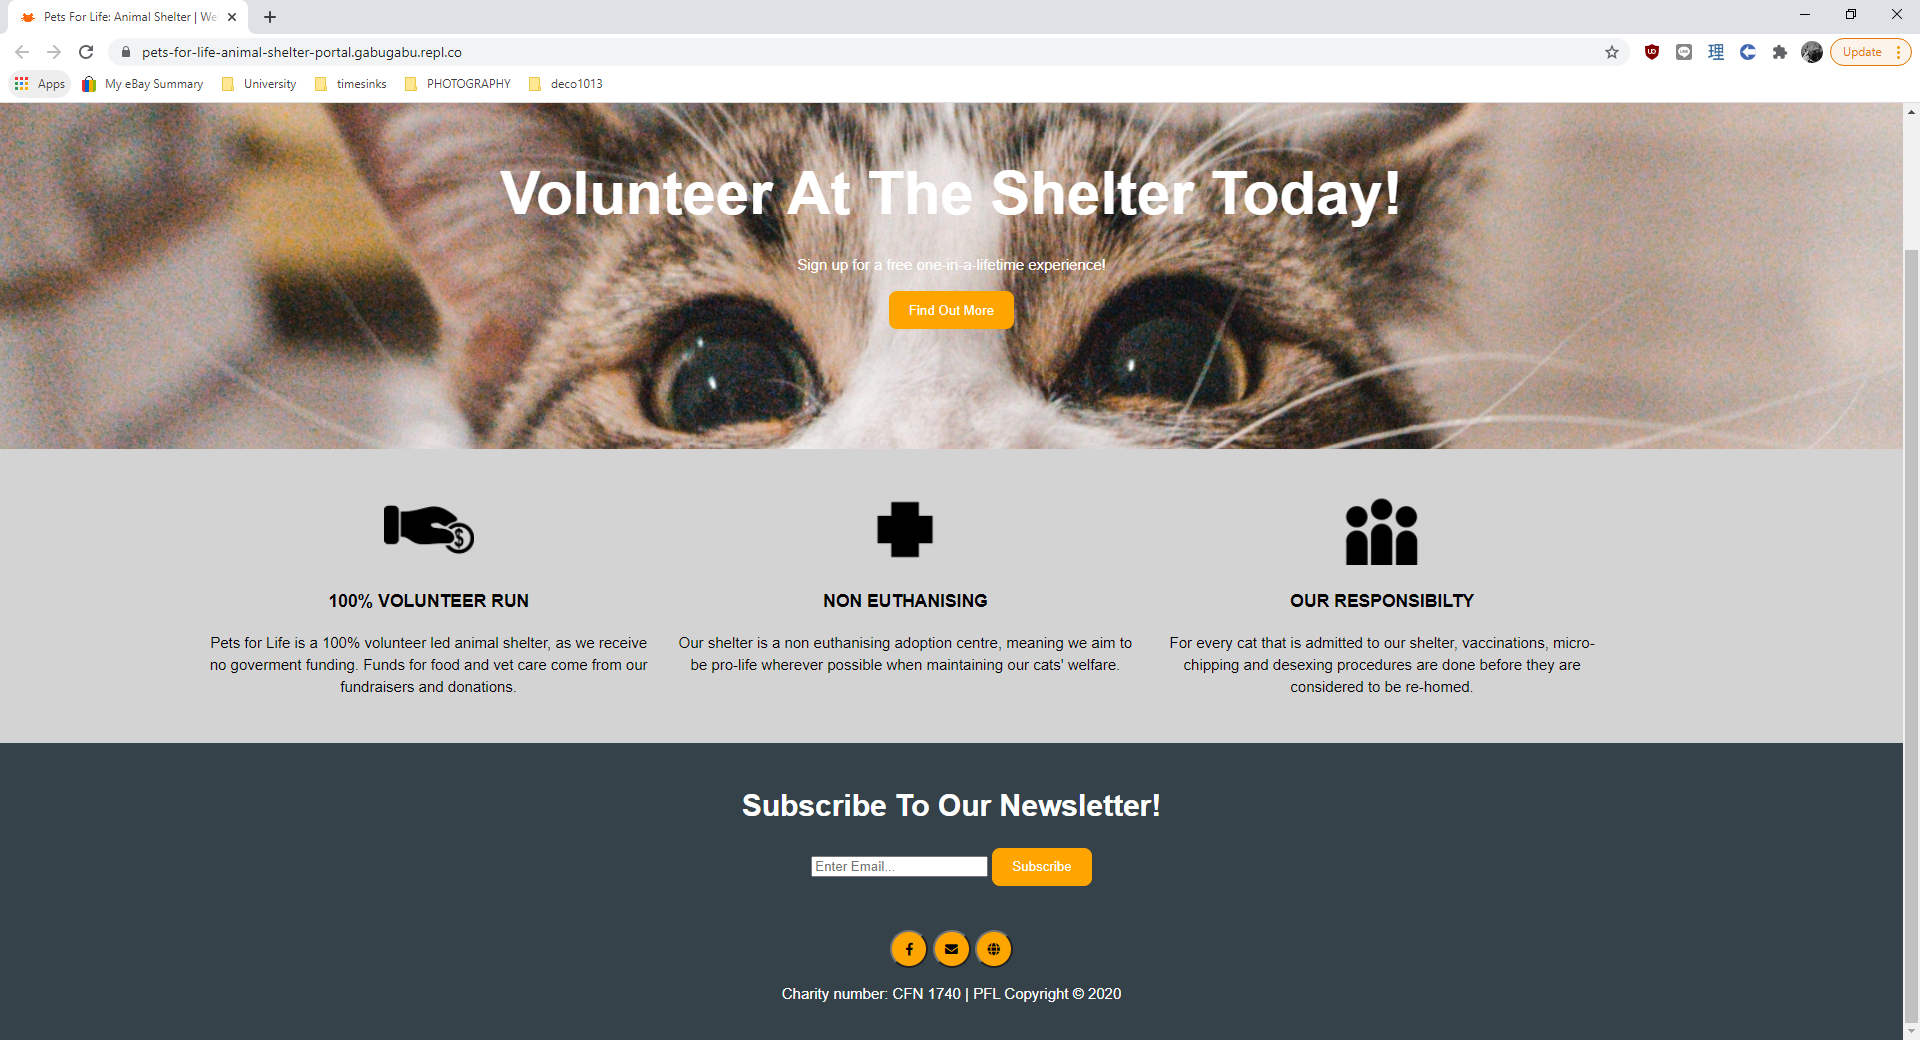 Pets For Life: Animal Shelter | We
pets-for-life-animal-shelter-portal.gabugabu.repl.co
Update
Apps
My eBay Summary
University
timesinks
PHOTOGRAPHY
deco1013
Volunteer At The Shelter Today!
Sign up for a free one-in-a-lifetime experience!
Find Out More
100% VOLUNTEER RUN
Pets for Life is a 100% volunteer led animal shelter, as we receive
no goverment funding. Funds for food and vet care come from our
fundraisers and donations.
NON EUTHANISING
Our shelter is a non euthanising adoption centre, meaning we aim to
be pro-life wherever possible when maintaining our cats' welfare.
OUR RESPONSIBILTY
For every cat that is admitted to our shelter, vaccinations, micro-
chipping and desexing procedures are done before they are
considered to be re-homed.
Subscribe To Our Newsletter!
Enter Email...
Subscribe
Charity number: CFN 1740 | PFL Copyright © 2020